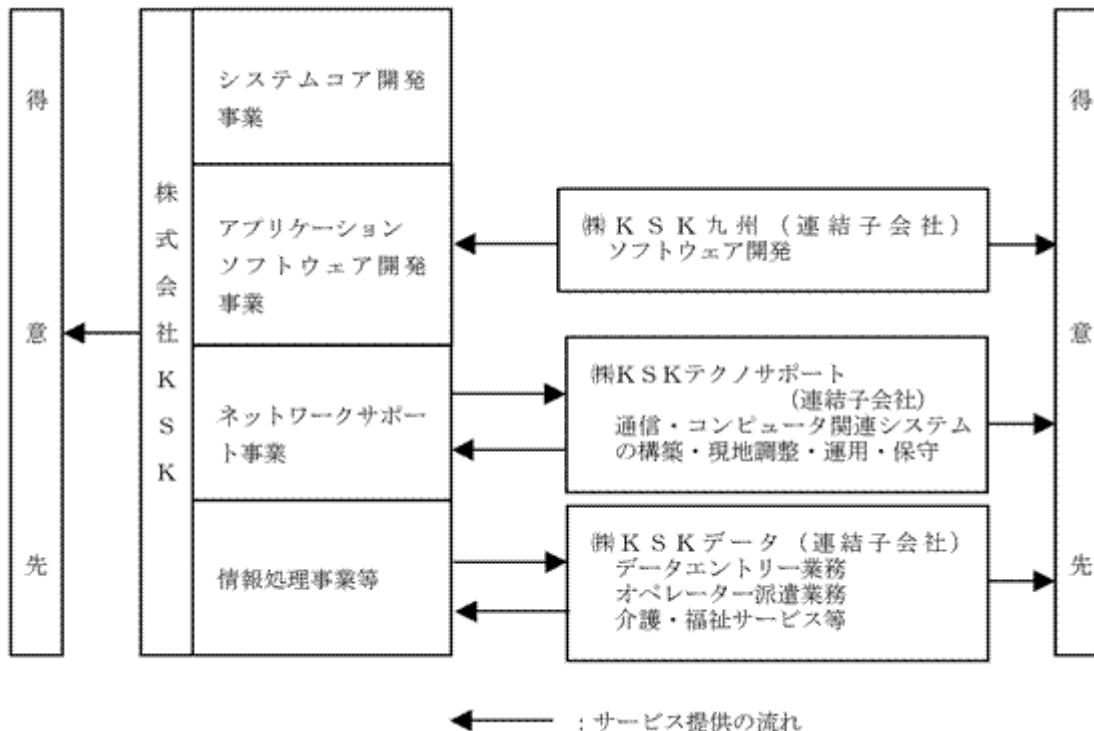 得意先
株式会社KSK
システムコア開発
事業
アプリケーション
ソフトウェア開発
事業
ネットワークサポー
ト事業
情報処理事業等
㈱KSK九州(連結子会社)
ソフトウェア開発
㈱KSKテクノサポート
(連結子会社)
通信・コンピュータ関連システム
の構築・現地調整・運用・保守
㈱KSKデータ(連結子会社)
データエントリー業務
オペレーター派遣業務
介護・福祉サービス等
得意先
:サービス提供の流れ